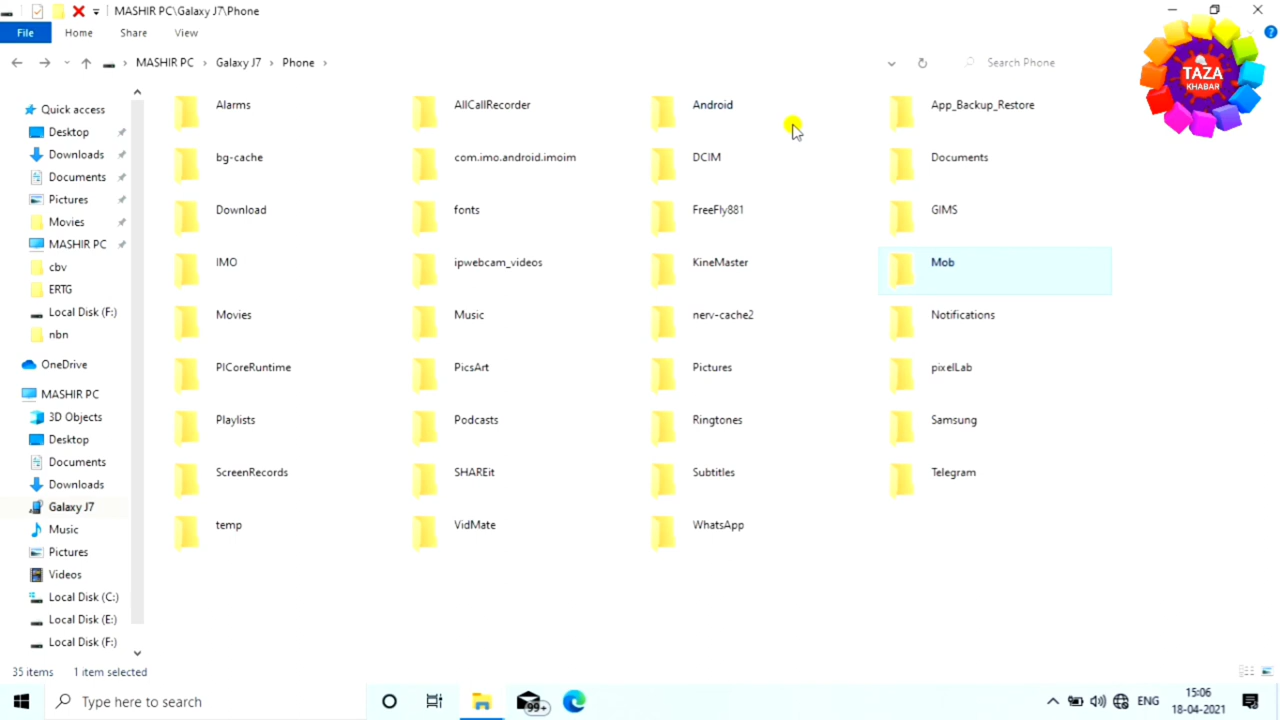 MASHIR PC\Galaxy J7\Phone
File Home Share View
MASHIR PC Galaxy J7 Phone Search Phone
TAZA
KHABAR
Quick access
Desktop
Downloads
Documents
Pictures
Movies
MASHIR PC
cbv
ERTG
Local Disk (F:)
nbn
OneDrive
MASHIR PC
3D Objects
Desktop
Documents
Downloads
Galaxy J7
Music
Pictures
Videos
Local Disk (C:)
Local Disk (E:)
Local Disk (F:)
Alarms AllCallRecorder Android App_Backup_Restore
bg-cache com.imo.android.imoim DCIM Documents
Download fonts FreeFly881 GIMS
IMO ipwebcam_videos KineMaster Mob
Movies Music nerv-cache2 Notifications
PICoreRuntime PicsArt Pictures pixelLab
Playlists Podcasts Ringtones Samsung
ScreenRecords SHAREit Subtitles Telegram
temp VidMate WhatsApp
35 items 1 item selected
Type here to search 99+ ENG 15:06
18-04-2021